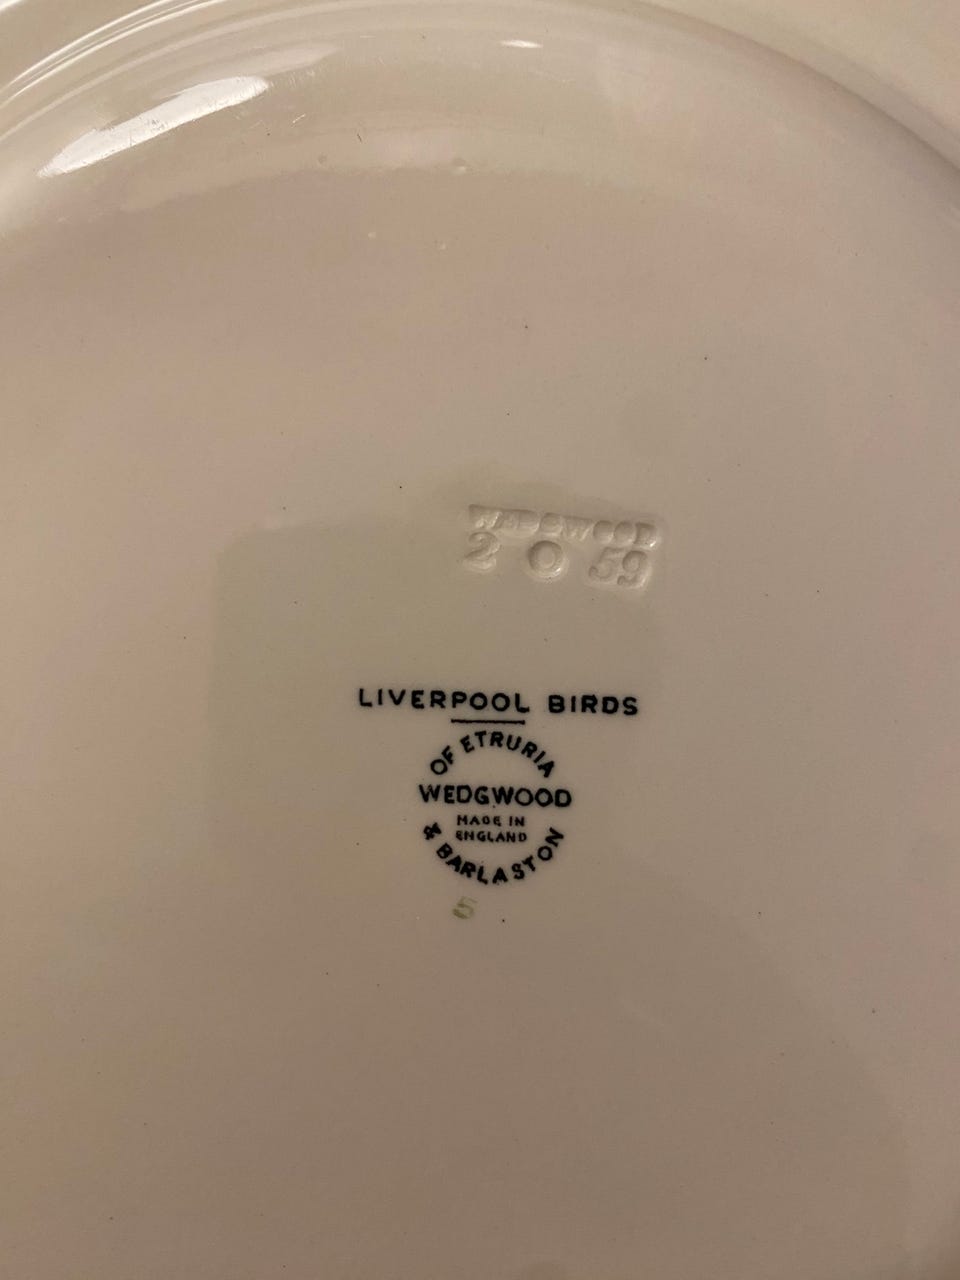 WEDGWOOD
2 O 59
LIVERPOOL BIRDS
OF ETRURIA
WEDGWOOD
MADE IN
ENGLAND
& BARLASTON
5